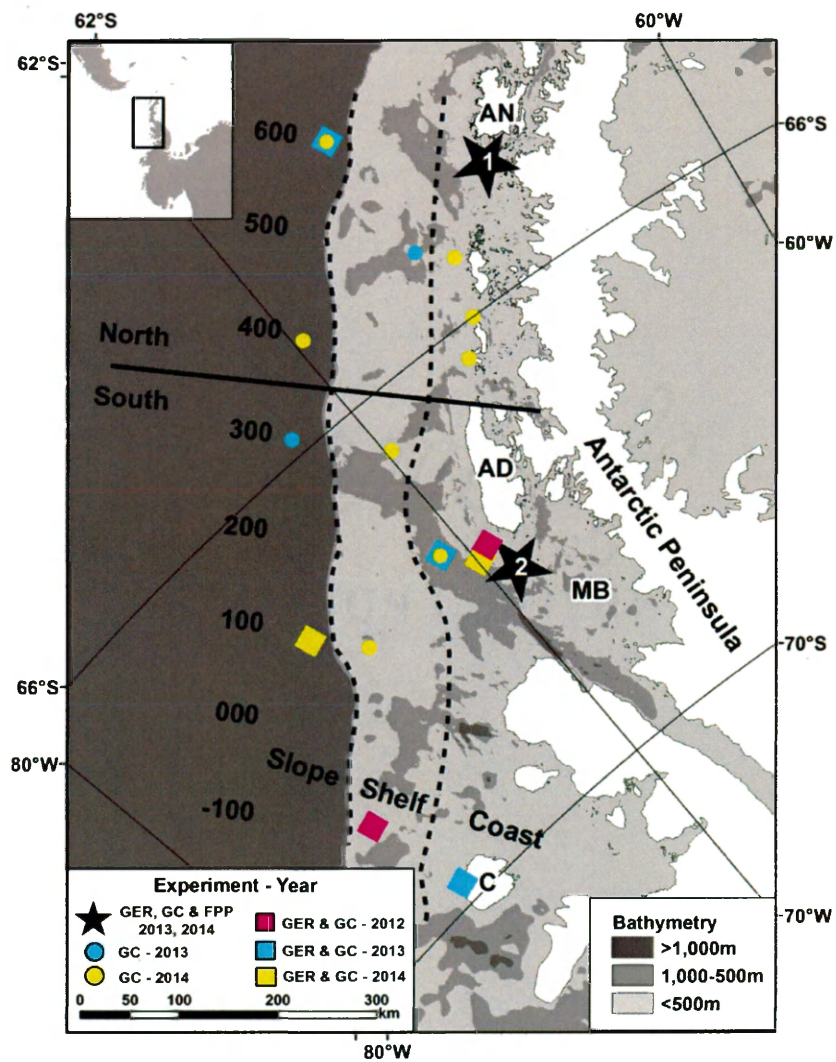 62°S
60°W
62°S
66°S
60°W
600
500
400
300
200
100
000
-100
North
South
AN
1
AD
2
MB
Antarctic Peninsula
70°S
66°S
80°W
Slope
Shelf
Coast
C
70°W
80°W
Experiment - Year
GER, GC & FPP
2013, 2014
GC - 2013
GC - 2014
GER & GC - 2012
GER & GC - 2013
GER & GC - 2014
0 50 100 200 300
km
Bathymetry
>1,000m
1,000-500m
<500m